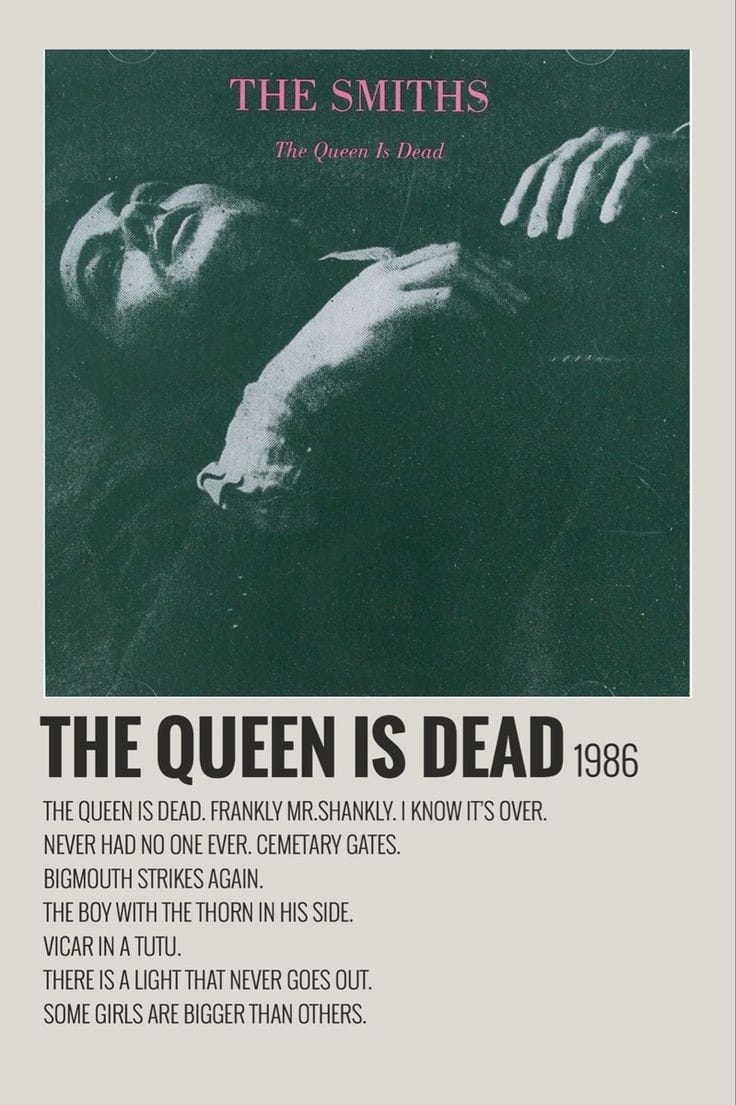 THE SMITHS
The Queen Is Dead
THE QUEEN IS DEAD 1986
THE QUEEN IS DEAD. FRANKLY MR.SHANKLY. I KNOW IT'S OVER.
NEVER HAD NO ONE EVER. CEMETARY GATES.
BIGMOUTH STRIKES AGAIN.
THE BOY WITH THE THORN IN HIS SIDE.
VICAR IN A TUTU.
THERE IS A LIGHT THAT NEVER GOES OUT.
SOME GIRLS ARE BIGGER THAN OTHERS.